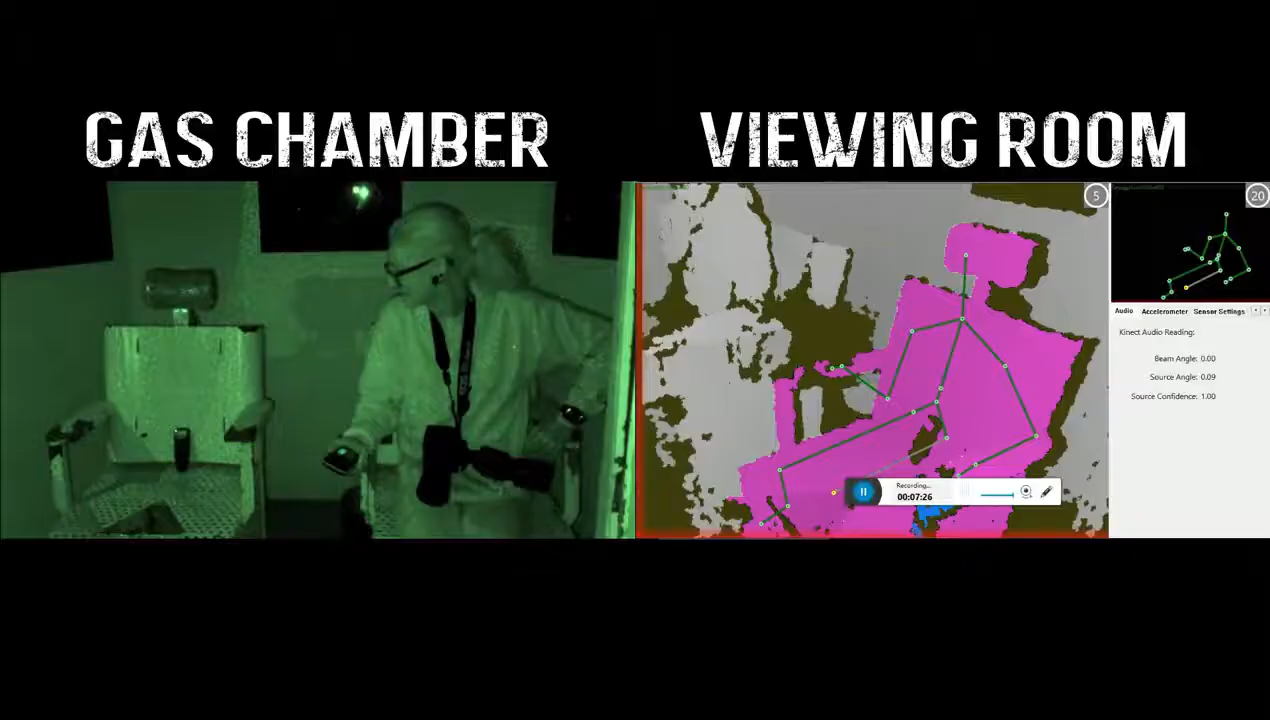 GAS CHAMBER
VIEWING ROOM
5
20
Audio Accelerometer Sensor Settings
Kinect Audio Reading:
Beam Angle: 0.00
Source Angle: 0.09
Source Confidence: 1.00
Recording...
00:07:26